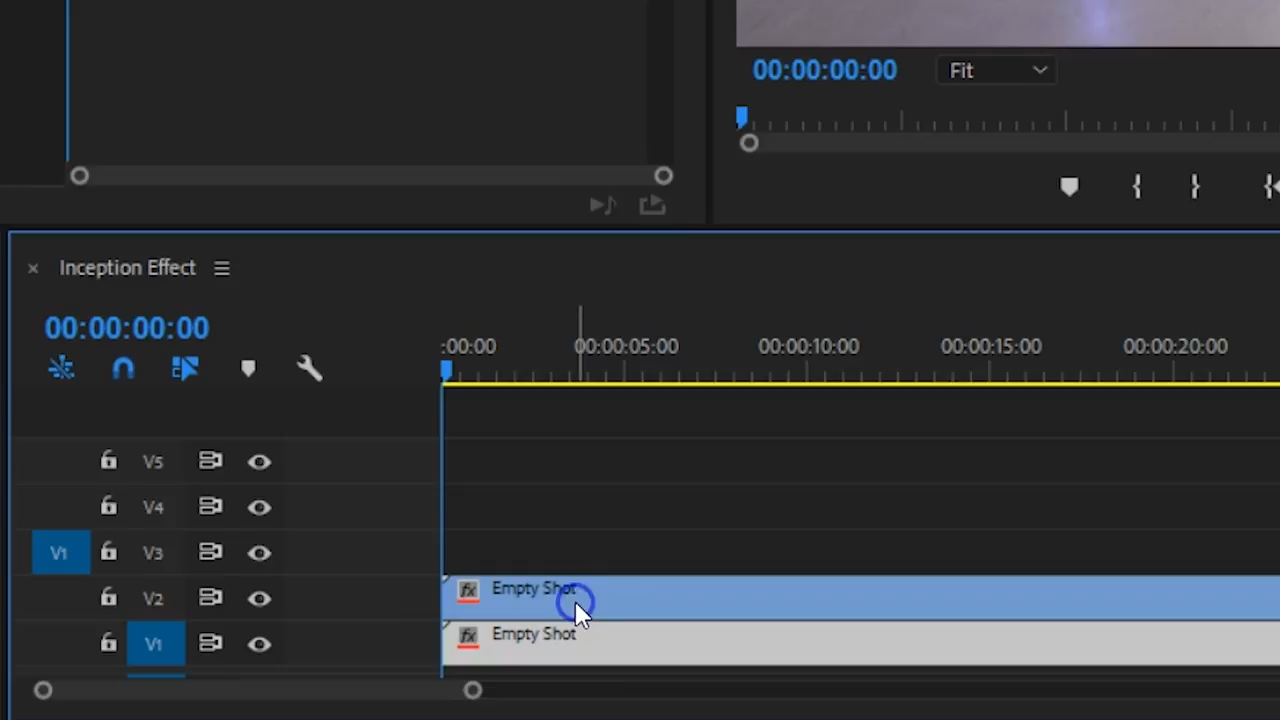 00:00:00:00 Fit
Inception Effect
00:00:00:00
:00:00 00:00:05:00 00:00:10:00 00:00:15:00 00:00:20:00
V5
V4
V1 V3
V2 fx Empty Shot
V1 fx Empty Shot